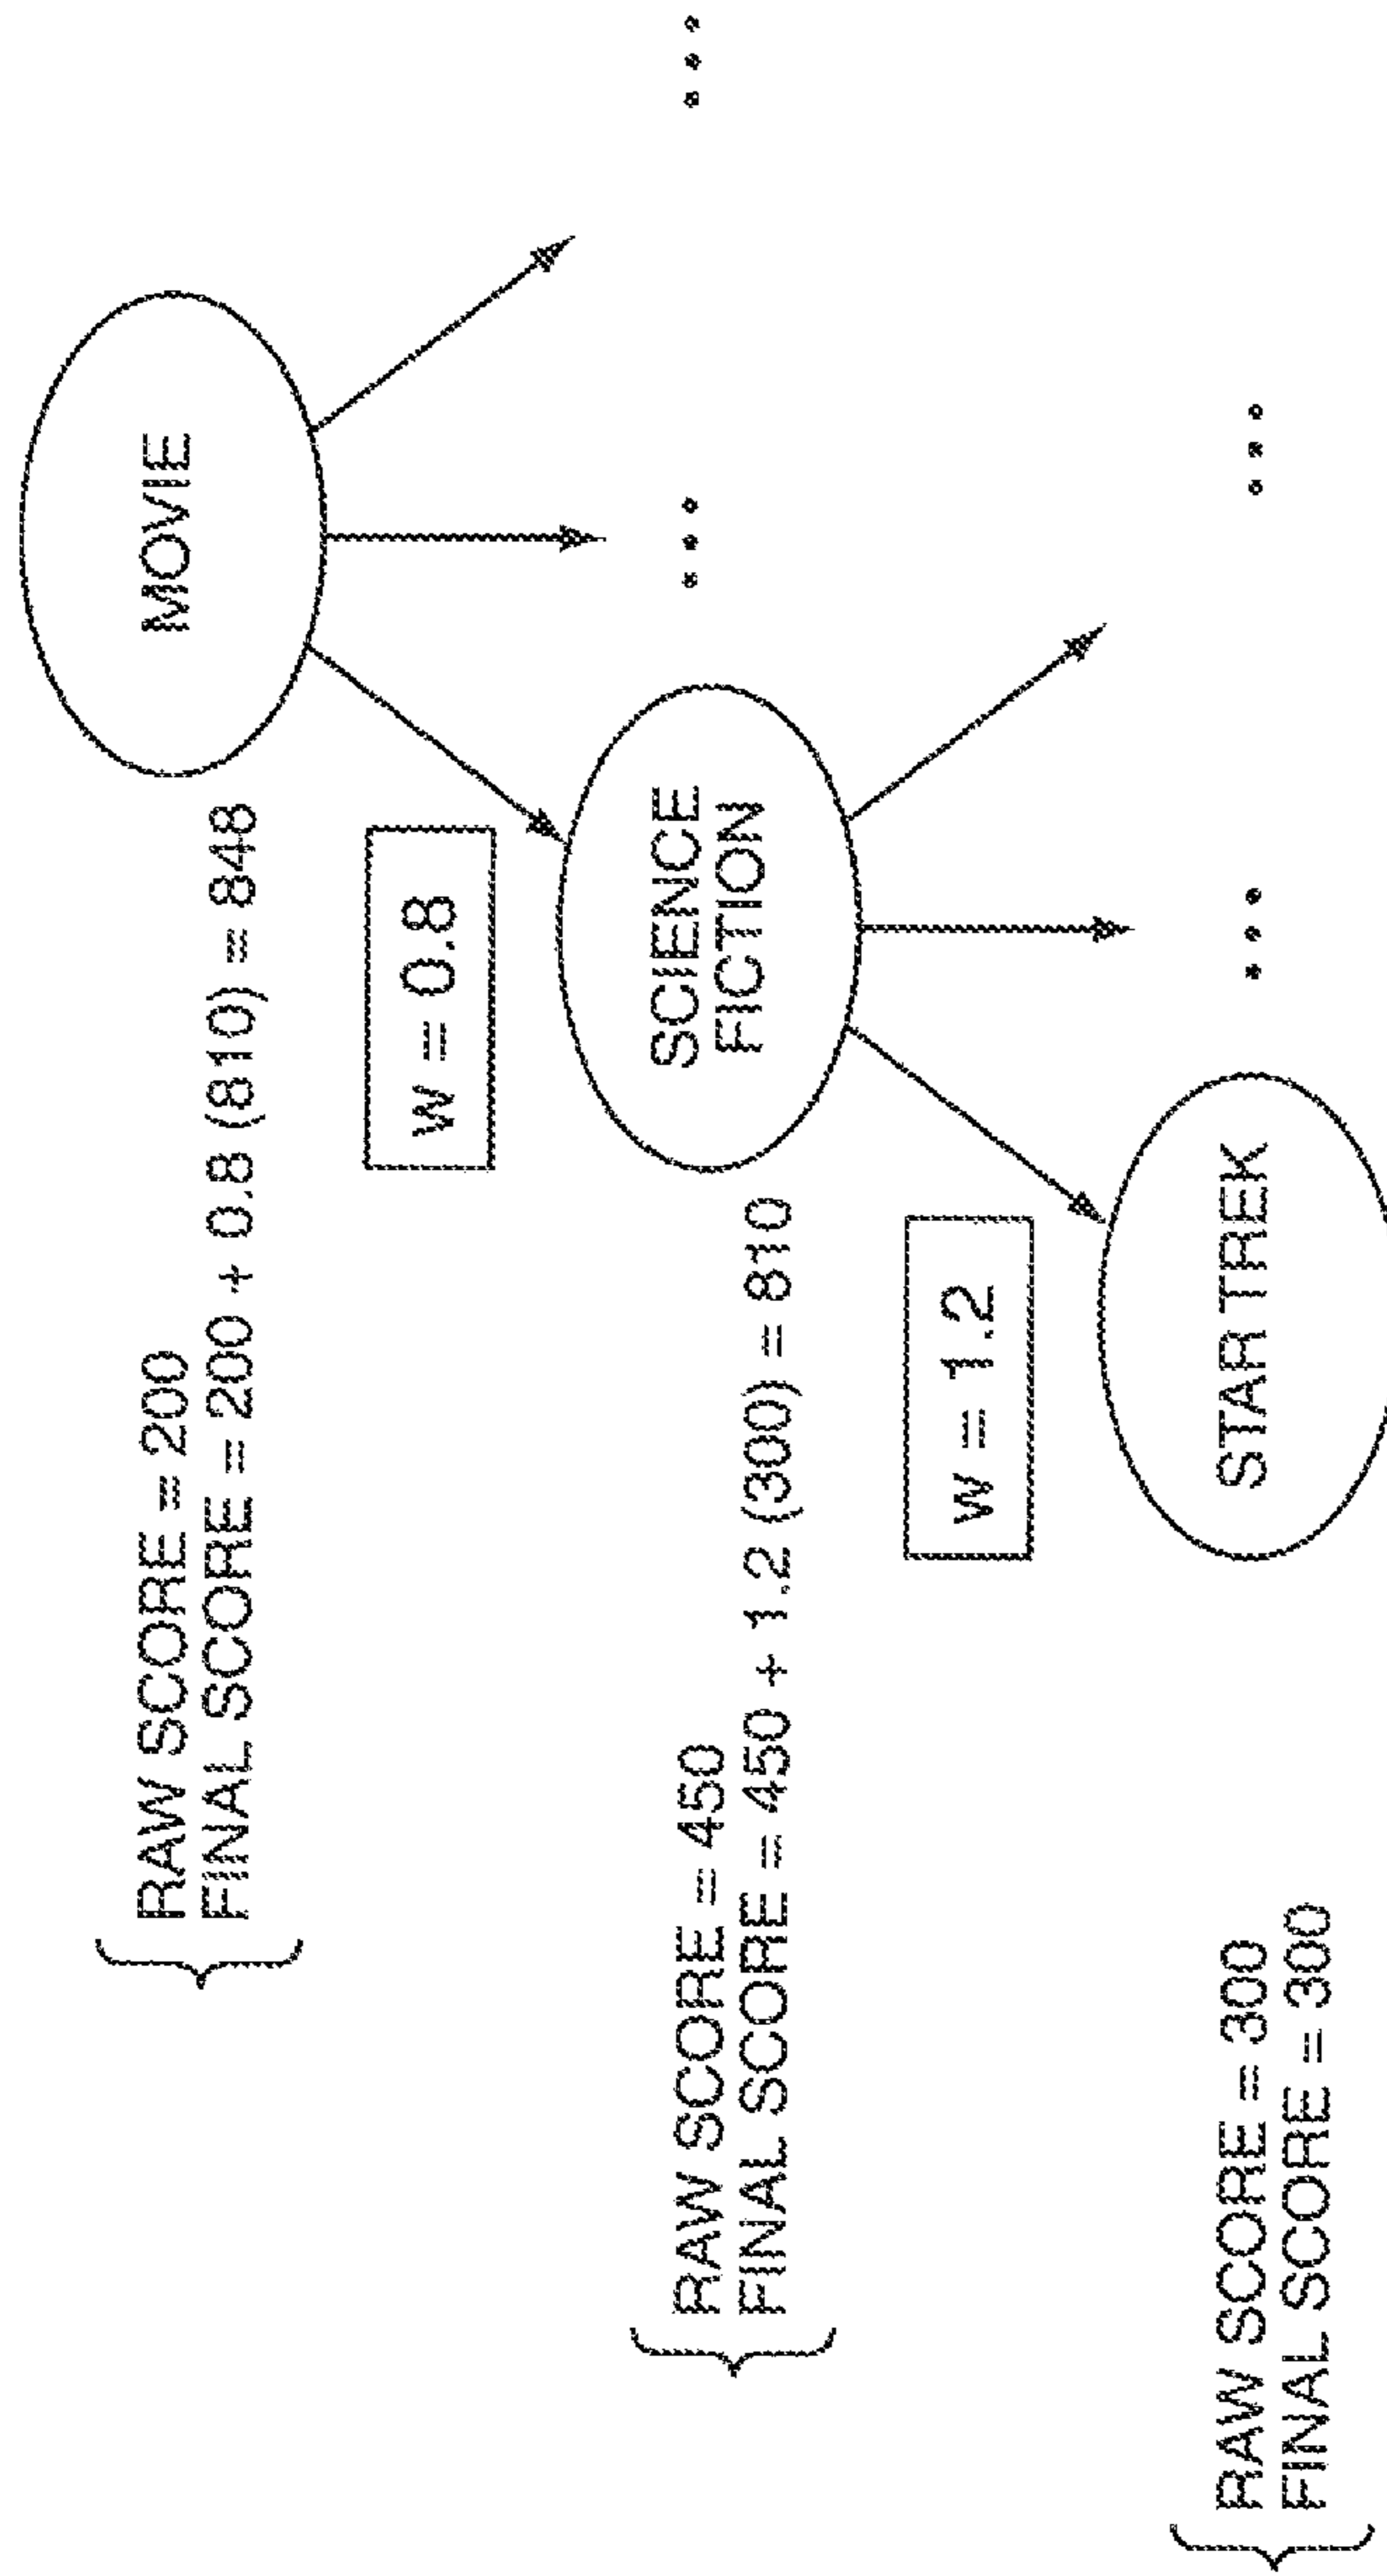 RAW SCORE = 200
FINAL SCORE = 200 + 0.8 (810) = 848
MOVIE
W = 0.8
RAW SCORE = 450
FINAL SCORE = 450 + 1.2 (300) = 810
SCIENCE
FICTION
W = 1.2
RAW SCORE = 300
FINAL SCORE = 300
STAR TREK